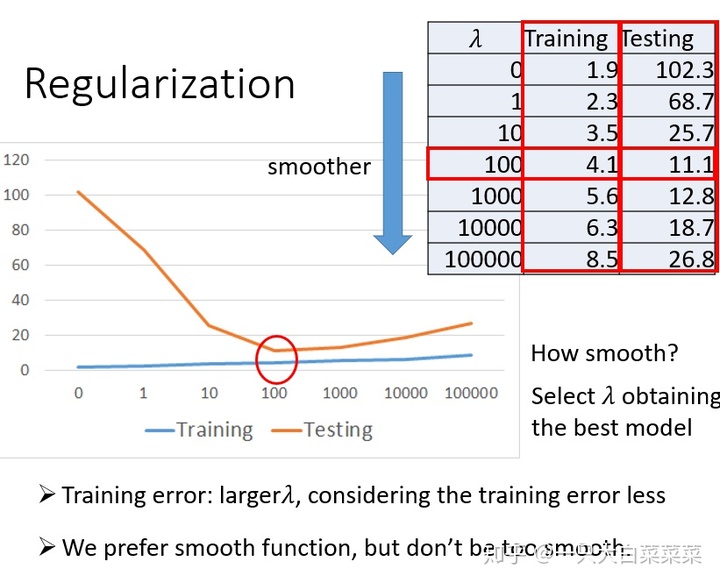 Regularization
smoother
λ Training Testing
0 1.9 102.3
1 2.3 68.7
10 3.5 25.7
100 4.1 11.1
1000 5.6 12.8
10000 6.3 18.7
100000 8.5 26.8
120
100
80
60
40
20
0
0 1 10 100 1000 10000 100000
Training Testing
How smooth?
Select λ obtaining
the best model
➢ Training error: largerλ, considering the training error less
➢ We prefer smooth function, but don't be too smooth.
知乎 @一只大白菜菜菜